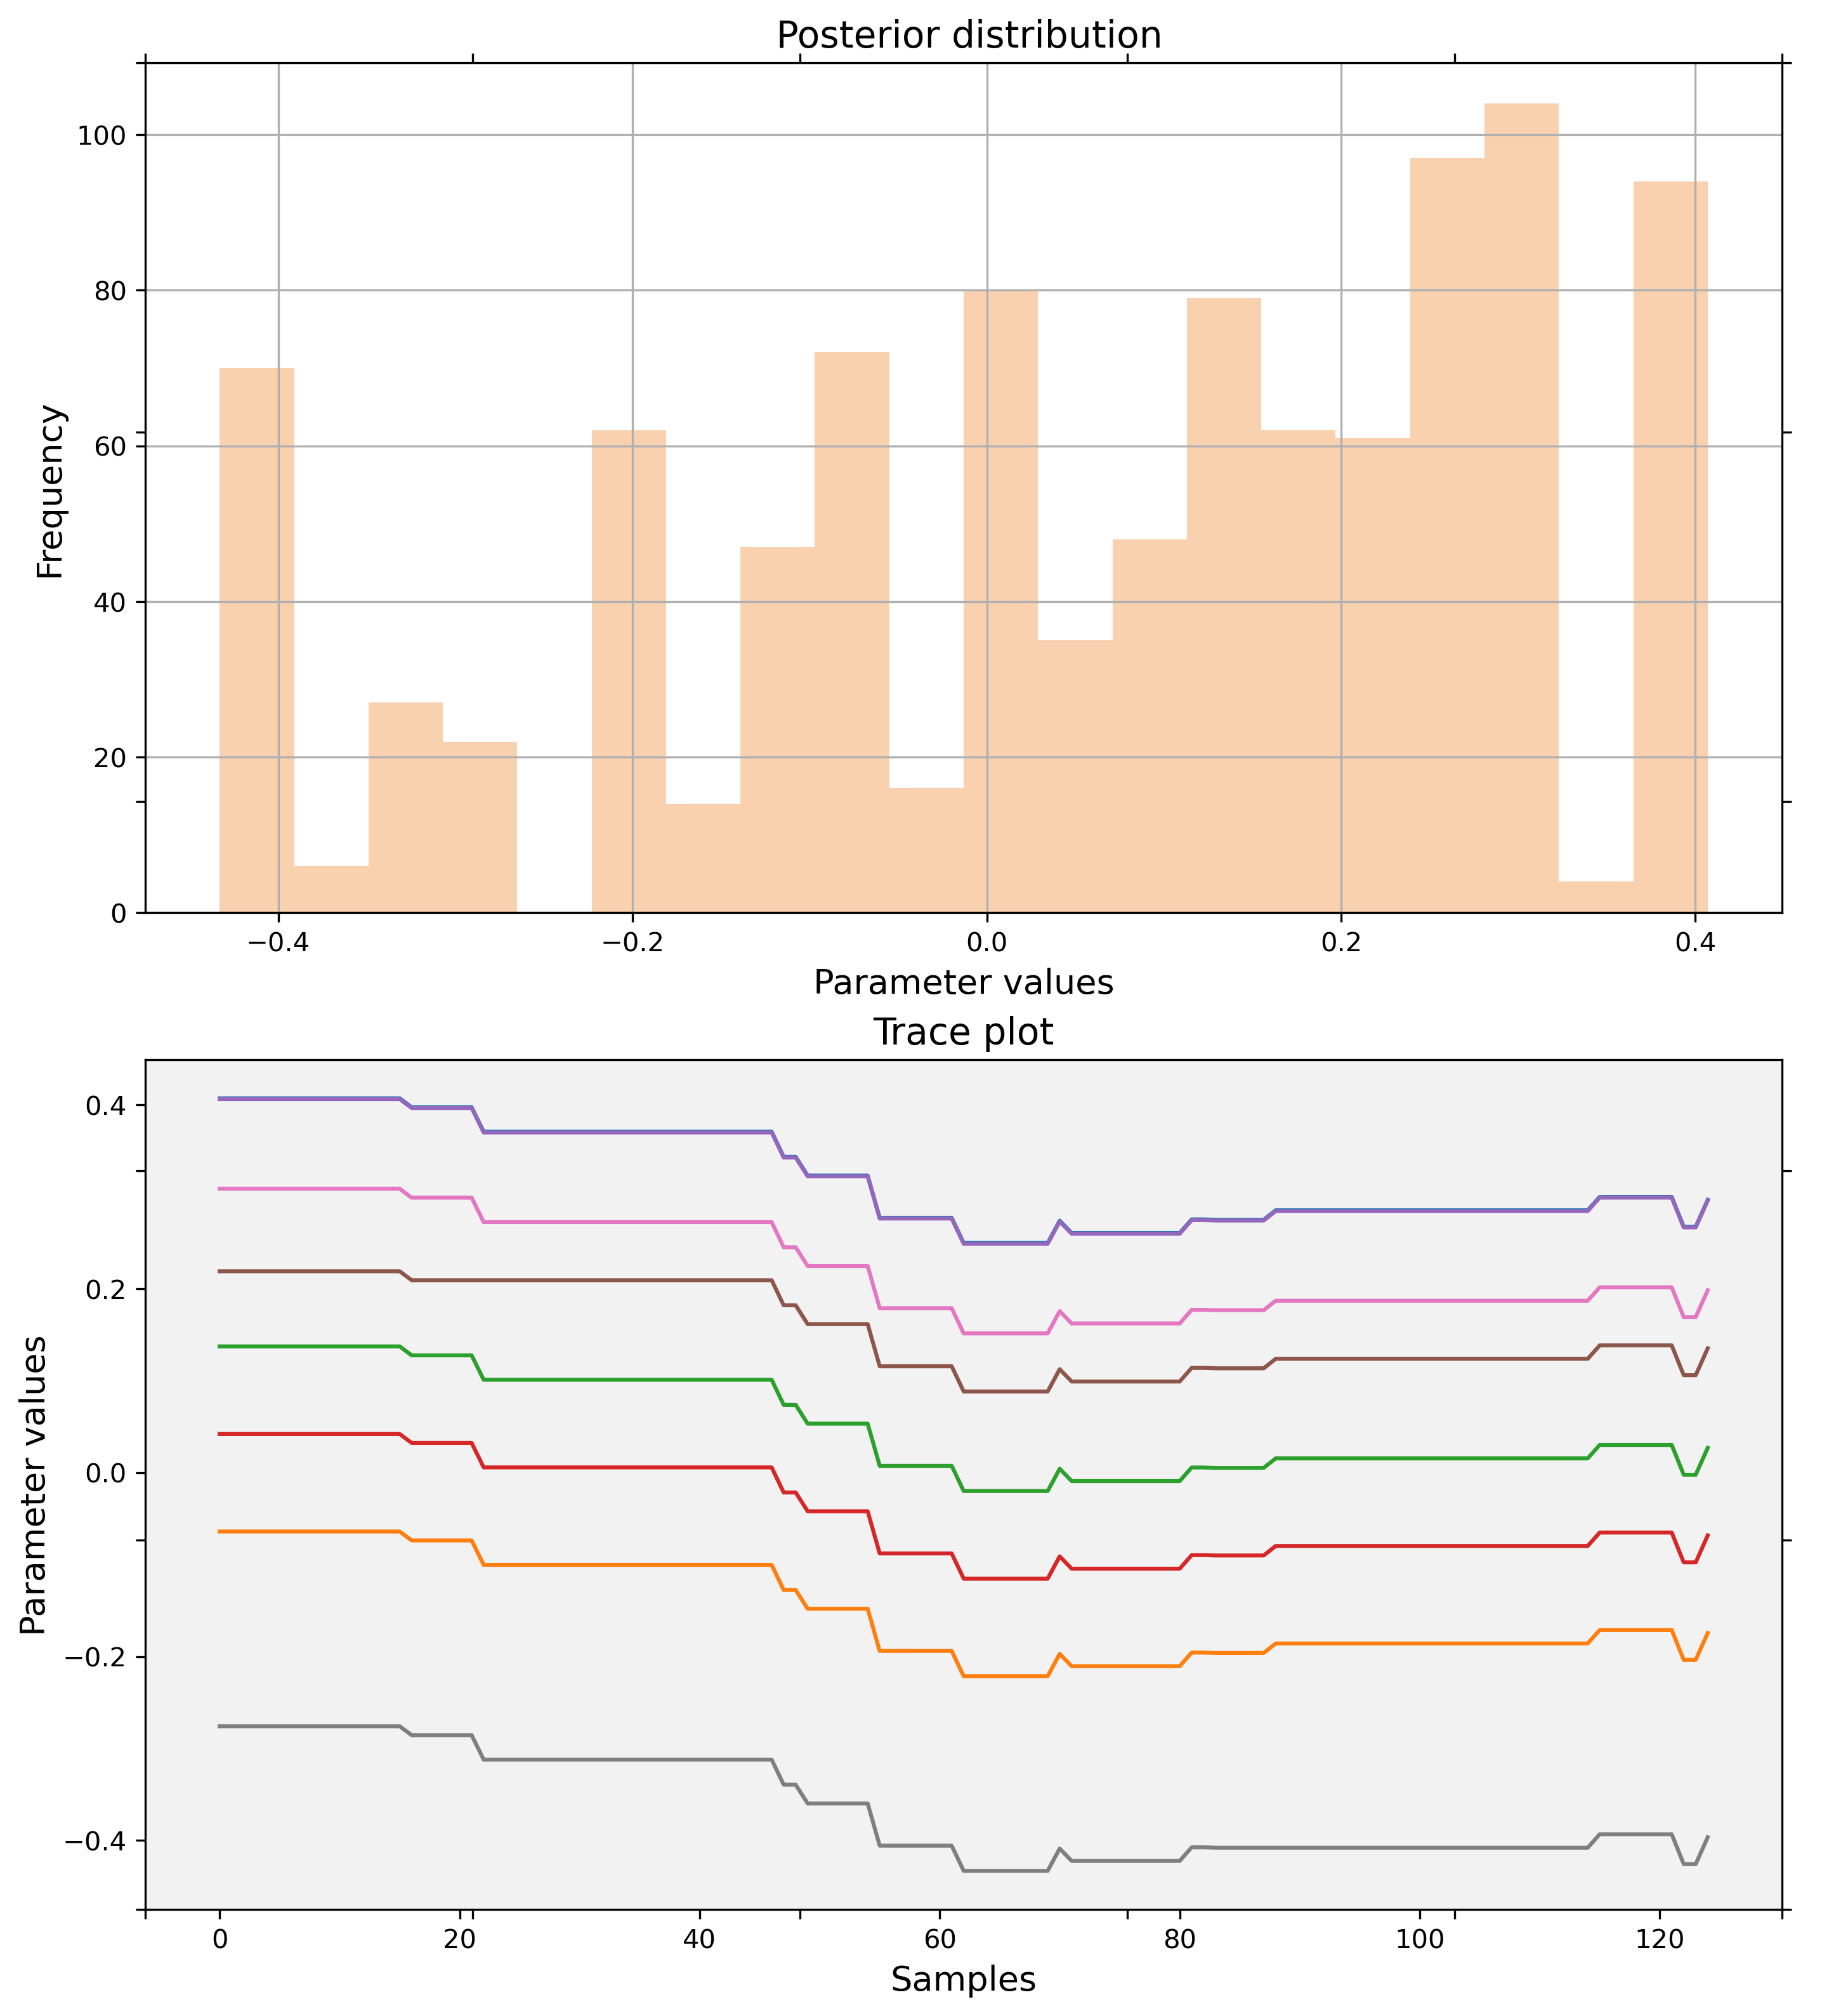 Posterior distribution
100
80
60
40
20
0
Frequency
−0.4 −0.2 0.0 0.2 0.4
Parameter values
Trace plot
0.4
0.2
0.0
−0.2
−0.4
Parameter values
0 20 40 60 80 100 120
Samples